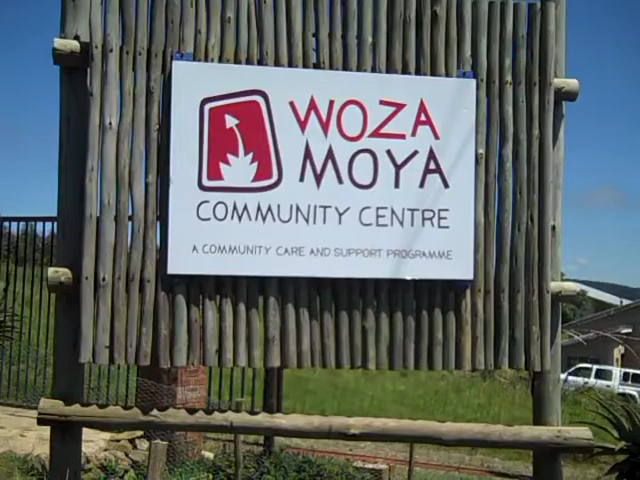 WOZA
MOYA
COMMUNITY CENTRE
A COMMUNITY CARE AND SUPPORT PROGRAMME